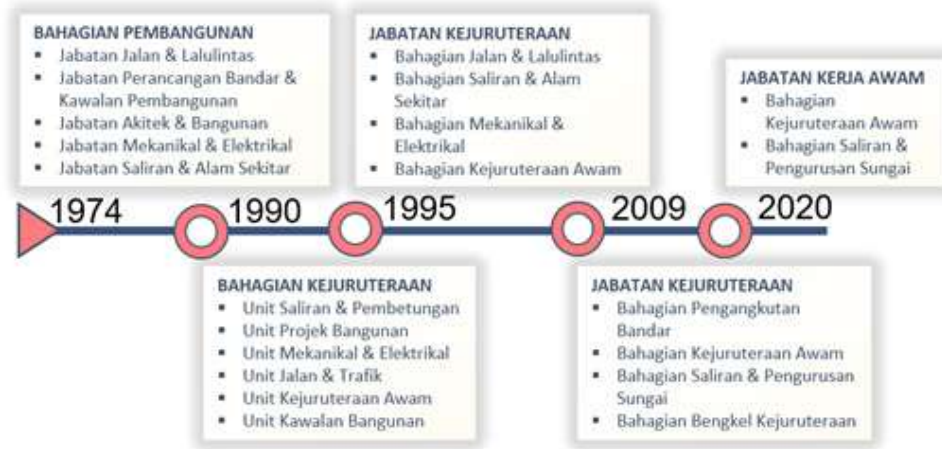 BAHAGIAN PEMBANGUNAN
▪ Jabatan Jalan & Lalulintas
▪ Jabatan Perancangan Bandar &
Kawalan Pembangunan
▪ Jabatan Akitek & Bangunan
▪ Jabatan Mekanikal & Elektrikal
▪ Jabatan Saliran & Alam Sekitar
JABATAN KEJURUTERAAN
▪ Bahagian Jalan & Lalulintas
▪ Bahagian Saliran & Alam
Sekitar
▪ Bahagian Mekanikal &
Elektrikal
▪ Bahagian Kejuruteraan Awam
JABATAN KERJA AWAM
▪ Bahagian
Kejuruteraan Awam
▪ Bahagian Saliran &
Pengurusan Sungai
1974 1990 1995 2009 2020
BAHAGIAN KEJURUTERAAN
▪ Unit Saliran & Pembetungan
▪ Unit Projek Bangunan
▪ Unit Mekanikal & Elektrikal
▪ Unit Jalan & Trafik
▪ Unit Kejuruteraan Awam
▪ Unit Kawalan Bangunan
JABATAN KEJURUTERAAN
▪ Bahagian Pengangkutan
Bandar
▪ Bahagian Kejuruteraan Awam
▪ Bahagian Saliran & Pengurusan
Sungai
▪ Bahagian Bengkel Kejuruteraan